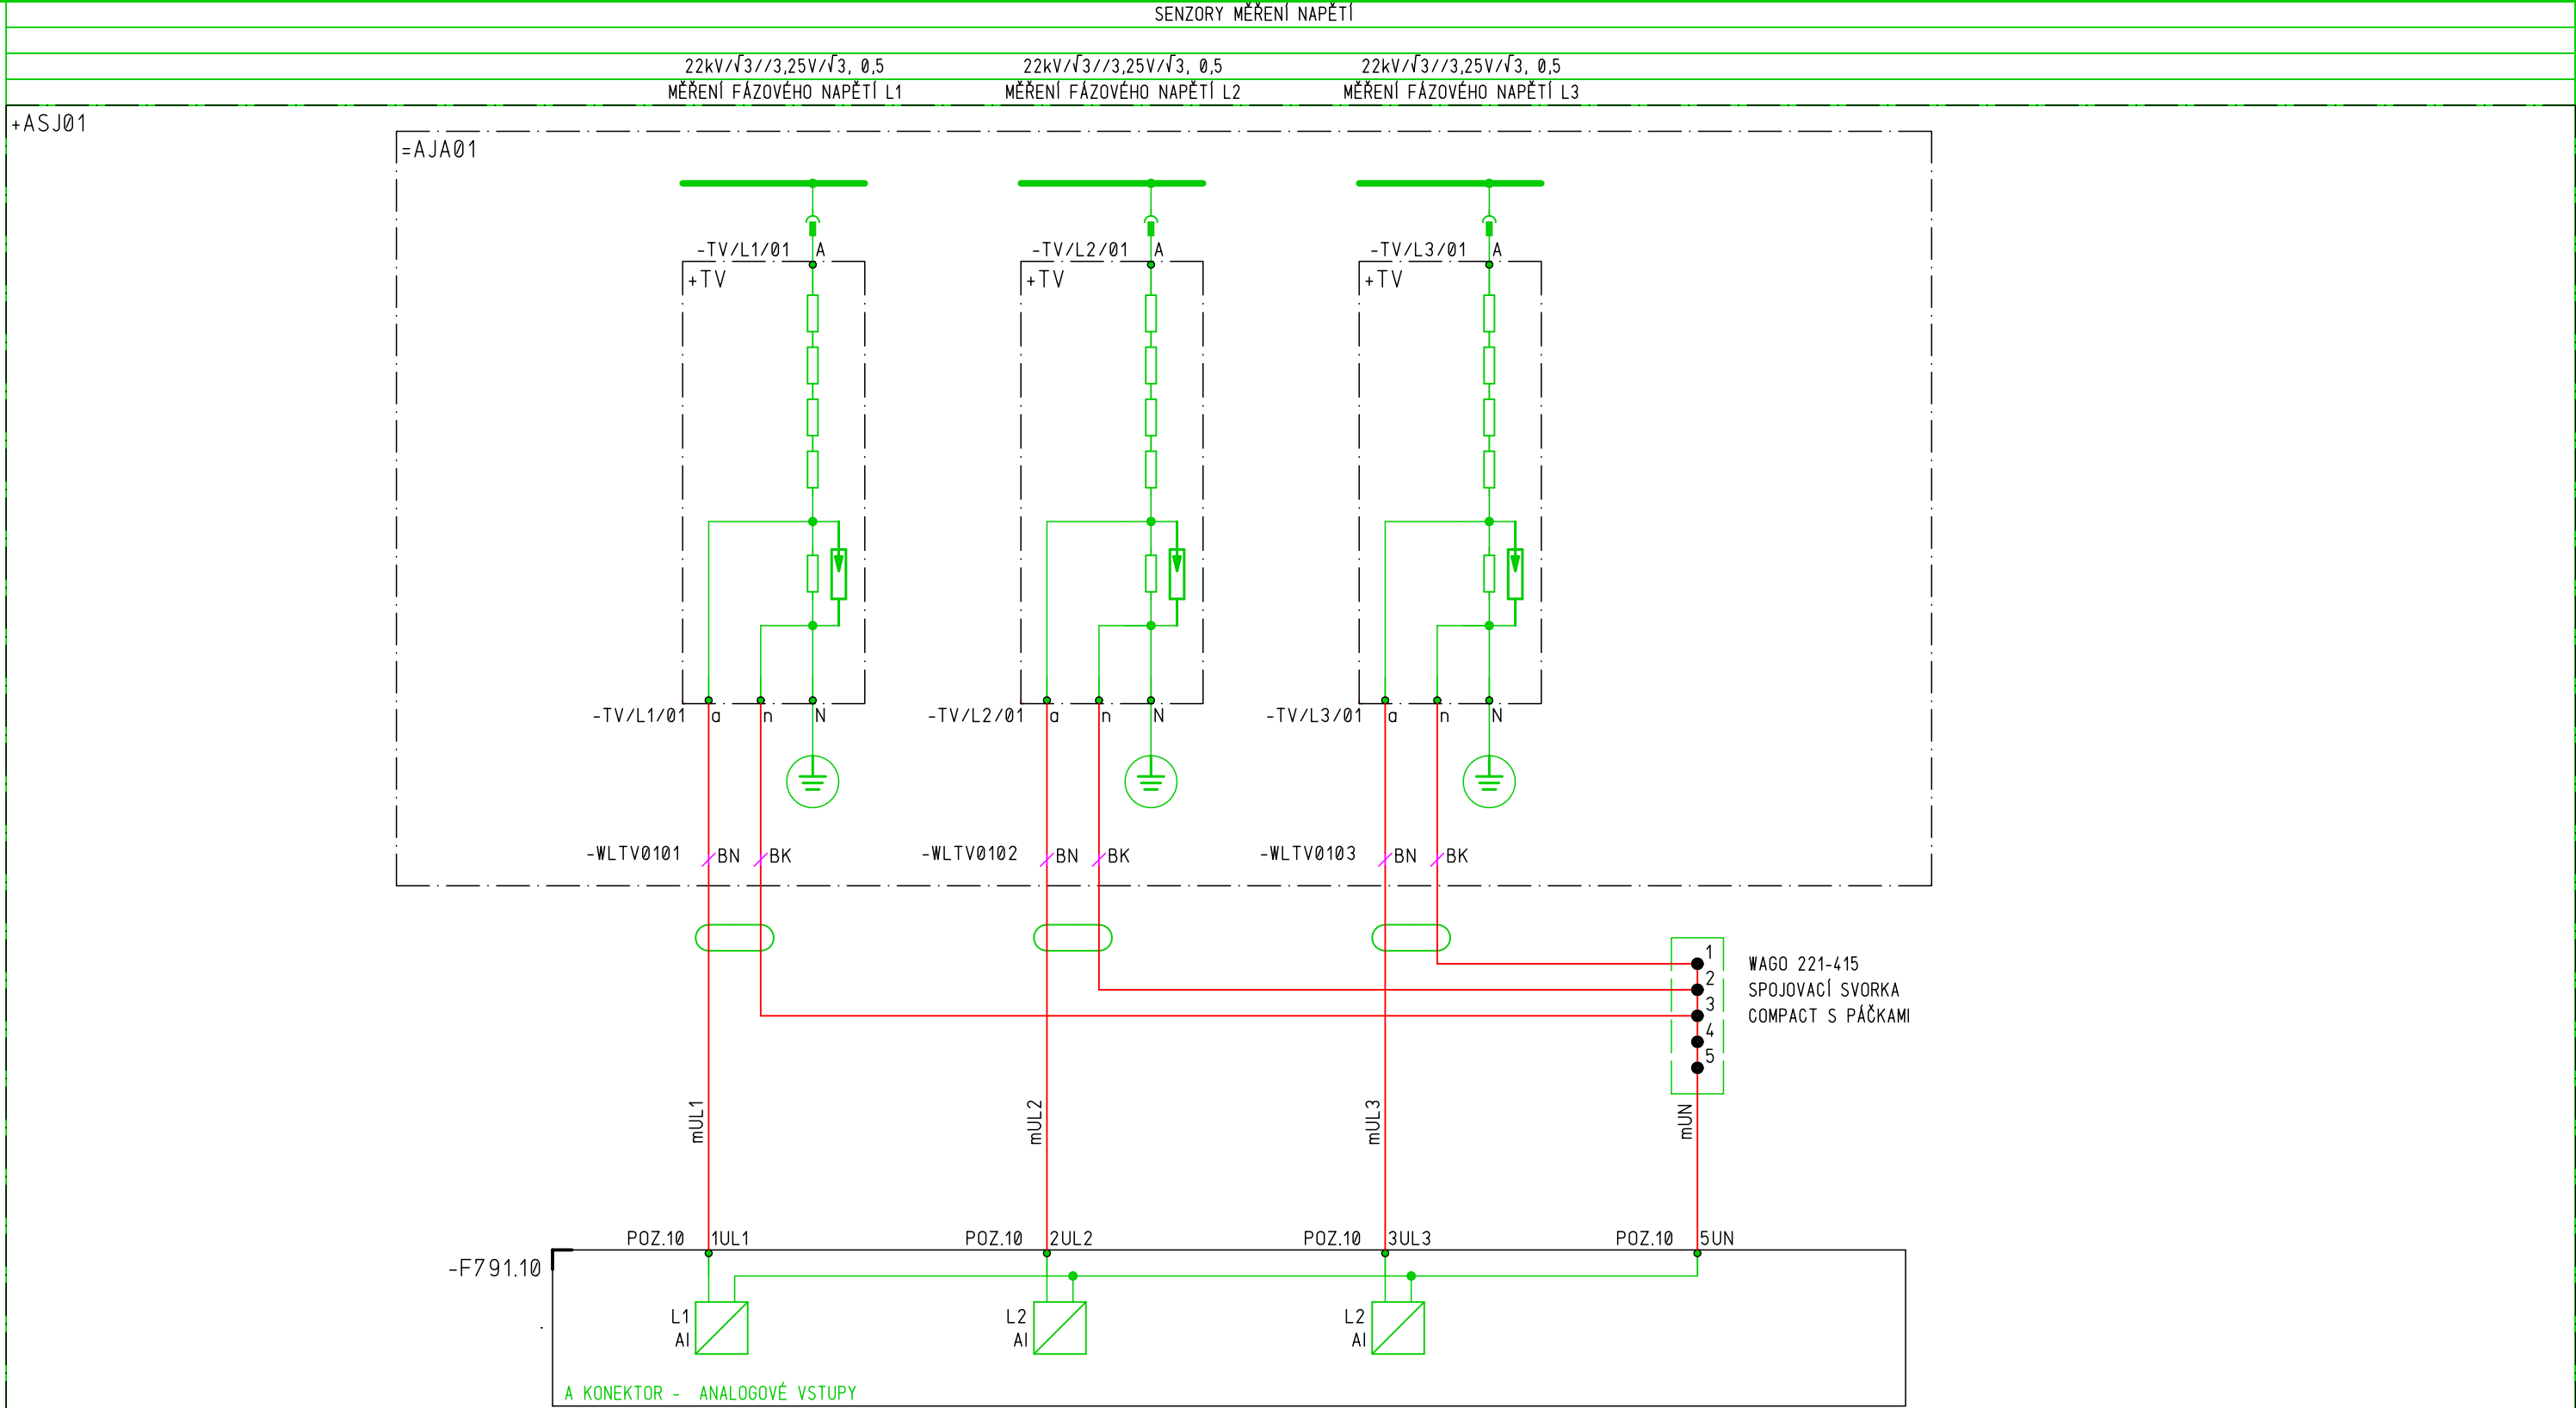 SENZORY MĚŘENÍ NAPĚTÍ
22kV/√3//3,25V/√3, 0,5
MĚŘENÍ FÁZOVÉHO NAPĚTÍ L1
22kV/√3//3,25V/√3, 0,5
MĚŘENÍ FÁZOVÉHO NAPĚTÍ L2
22kV/√3//3,25V/√3, 0,5
MĚŘENÍ FÁZOVÉHO NAPĚTÍ L3
+ASJ01
=AJA01
-TV/L1/01 A
+TV
-TV/L2/01 A
+TV
-TV/L3/01 A
+TV
-TV/L1/01 a n N
-TV/L2/01 a n N
-TV/L3/01 a n N
-WLTV0101 BN BK
-WLTV0102 BN BK
-WLTV0103 BN BK
1
2
3
4
5
WAGO 221-415
SPOJOVACÍ SVORKA
COMPACT S PÁČKAMI
mUL1
mUL2
mUL3
mUN
POZ.10 1UL1
POZ.10 2UL2
POZ.10 3UL3
POZ.10 5UN
-F791.10
L1
AI
L2
AI
L2
AI
A KONEKTOR - ANALOGOVÉ VSTUPY